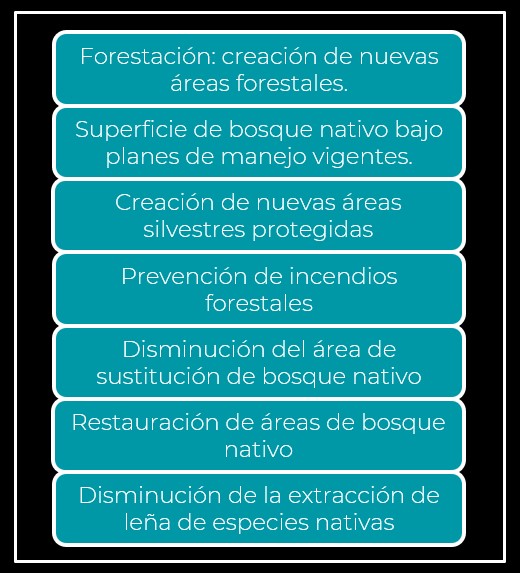 Forestación: creación de nuevas
áreas forestales.
Superficie de bosque nativo bajo
planes de manejo vigentes.
Creación de nuevas áreas
silvestres protegidas
Prevención de incendios
forestales
Disminución del área de
sustitución de bosque nativo
Restauración de áreas de bosque
nativo
Disminución de la extracción de
leña de especies nativas